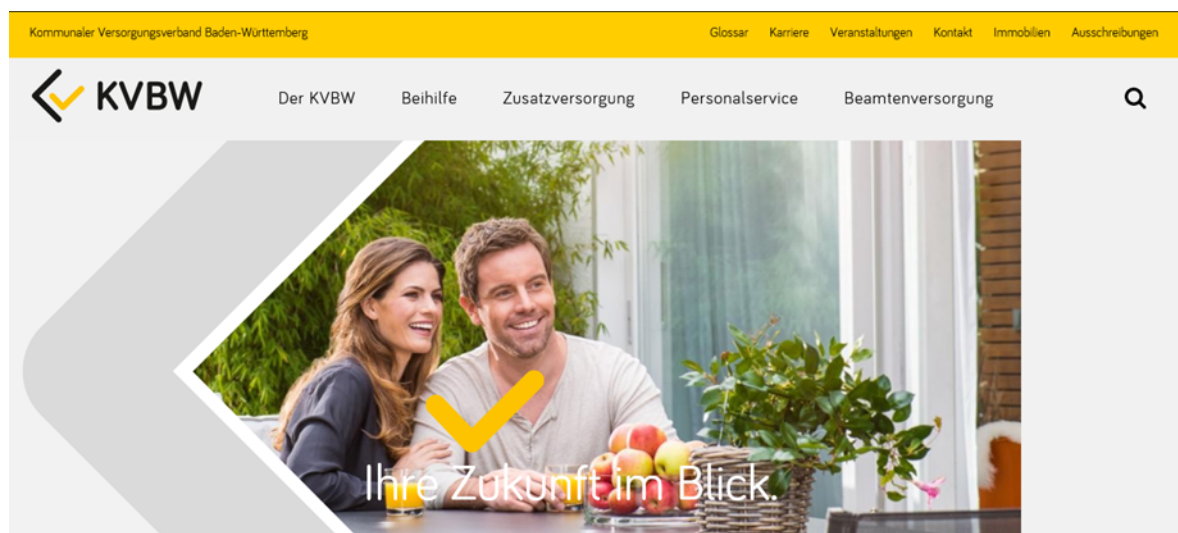 Kommunaler Versorgungsverband Baden-Württemberg Glossar Karriere Veranstaltungen Kontakt Immobilien Ausschreibungen
KVBW Der KVBW Beihilfe Zusatzversorgung Personalservice Beamtenversorgung
Ihre Zukunft im Blick.